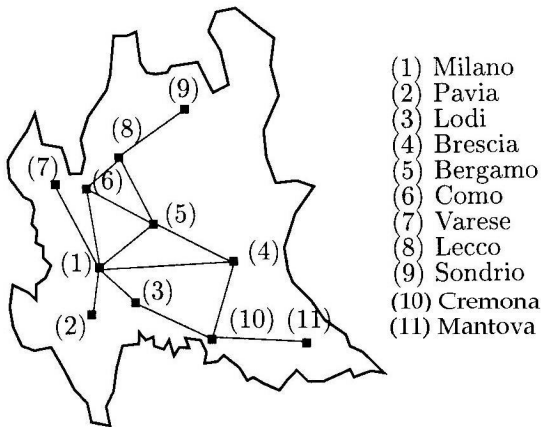 (9)
(8)
(7)
(6)
(5)
(1)
(4)
(3)
(2)
(10)
(11)
(1) Milano
(2) Pavia
(3) Lodi
(4) Brescia
(5) Bergamo
(6) Como
(7) Varese
(8) Lecco
(9) Sondrio
(10) Cremona
(11) Mantova